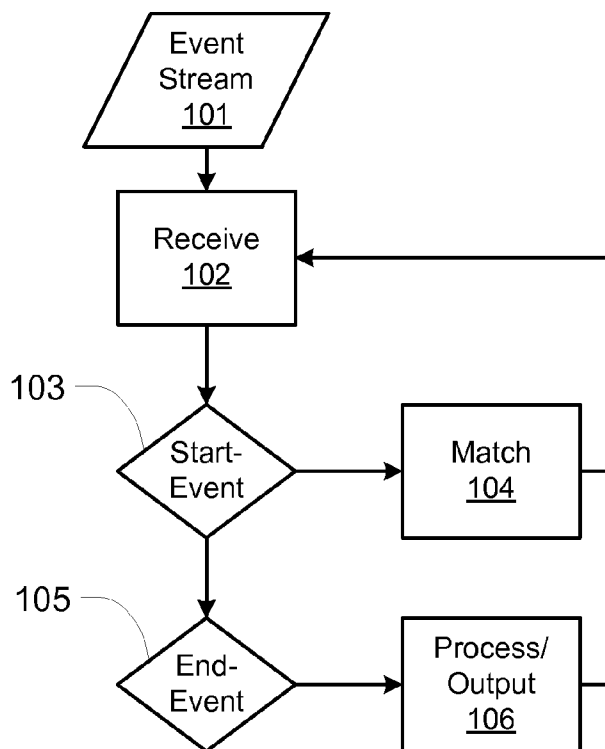 Event
Stream
101
Receive
102
103
Start-
Event
Match
104
105
End-
Event
Process/
Output
106